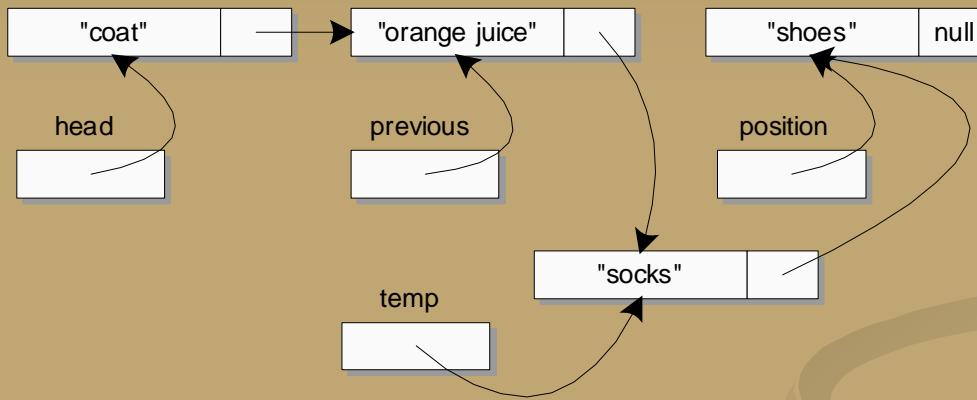 "coat"
"orange juice"
"shoes"
null
head
previous
position
"socks"
temp